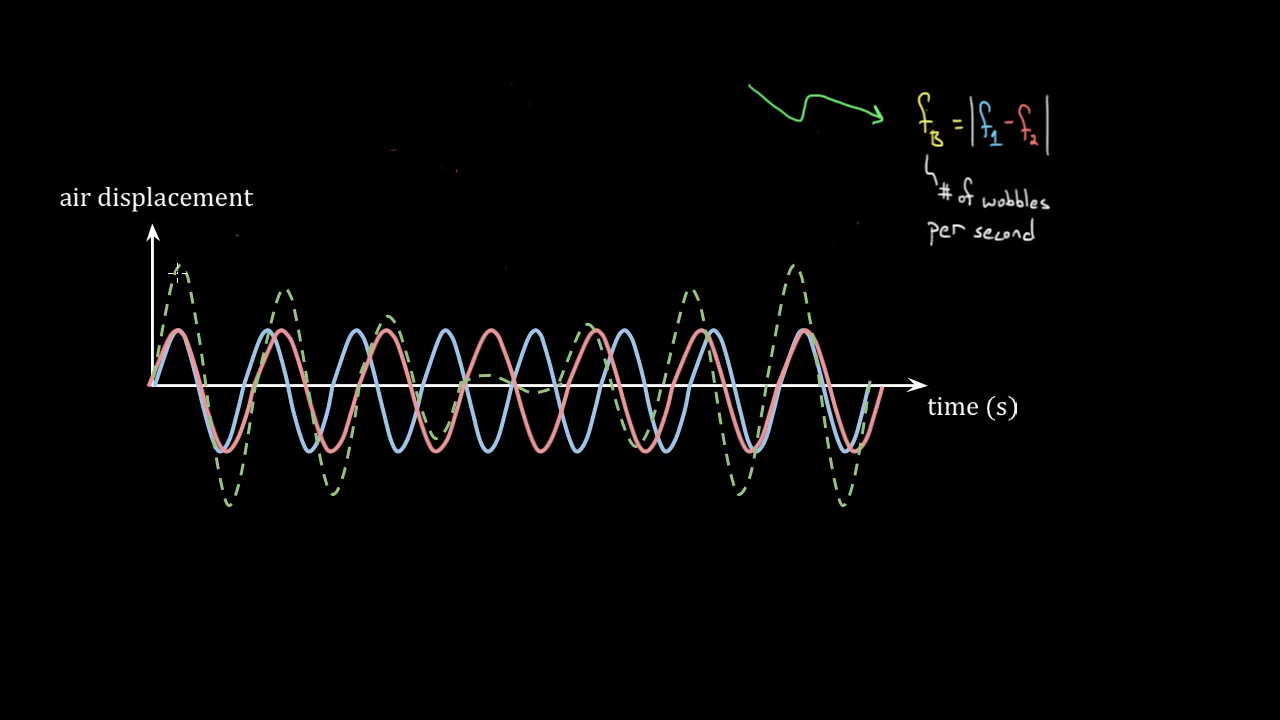 f_B = |f_1 - f_2|
# of wobbles
per second
air displacement
time (s)